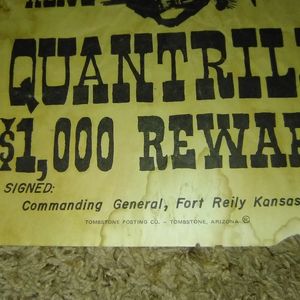 QUANTRIL
$1,000 REWAR
SIGNED:
Commanding General, Fort Reily Kansas
TOMBSTONE POSTING CO. - TOMBSTONE, ARIZONA ®